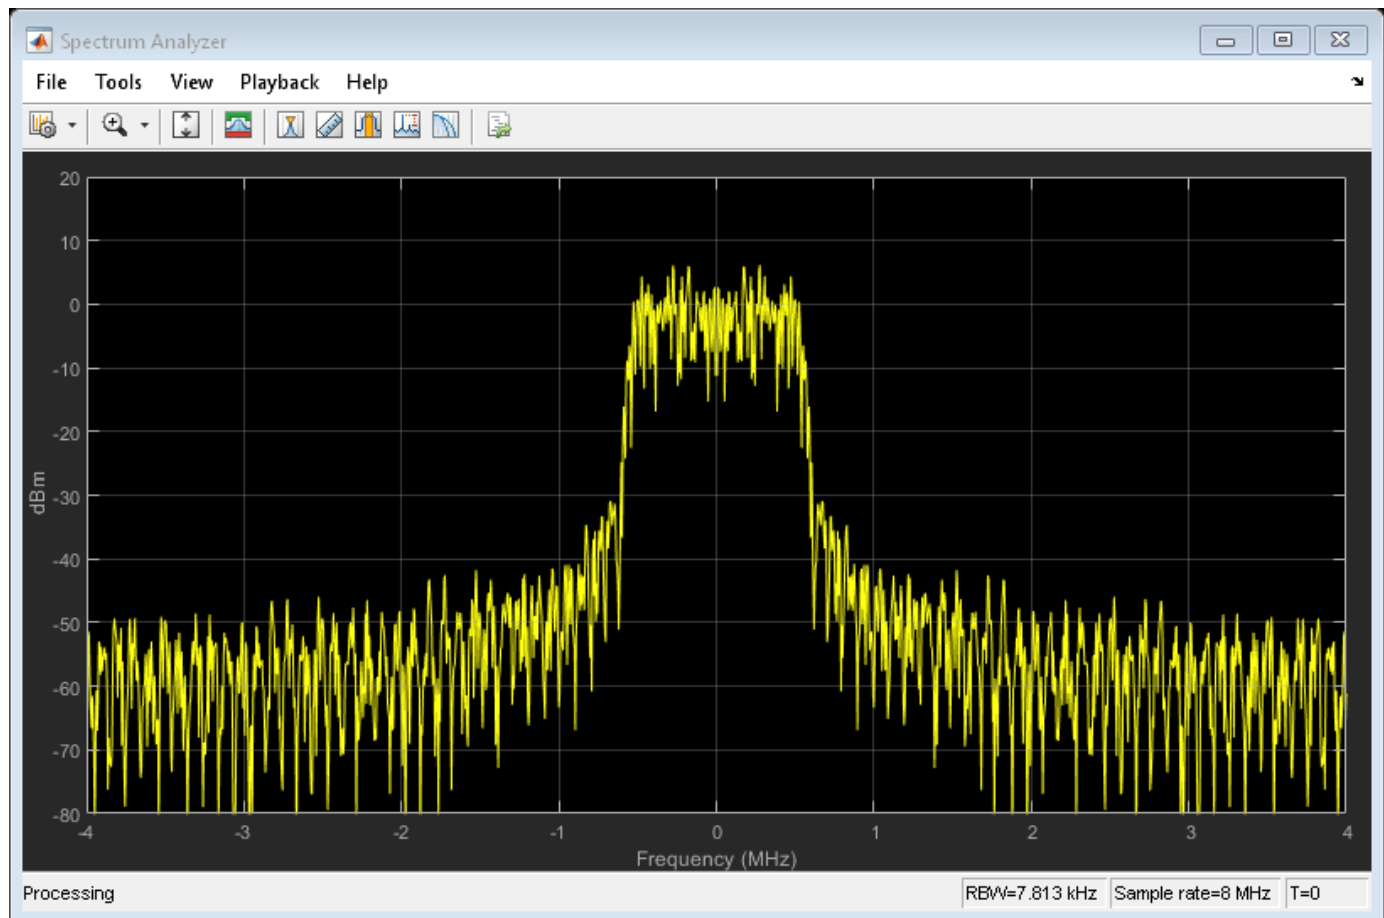 Spectrum Analyzer
File Tools View Playback Help
20
10
0
-10
-20
-30
-40
-50
-60
-70
-80
dBm
-4 -3 -2 -1 0 1 2 3 4
Frequency (MHz)
Processing RBW=7.813 kHz Sample rate=8 MHz T=0